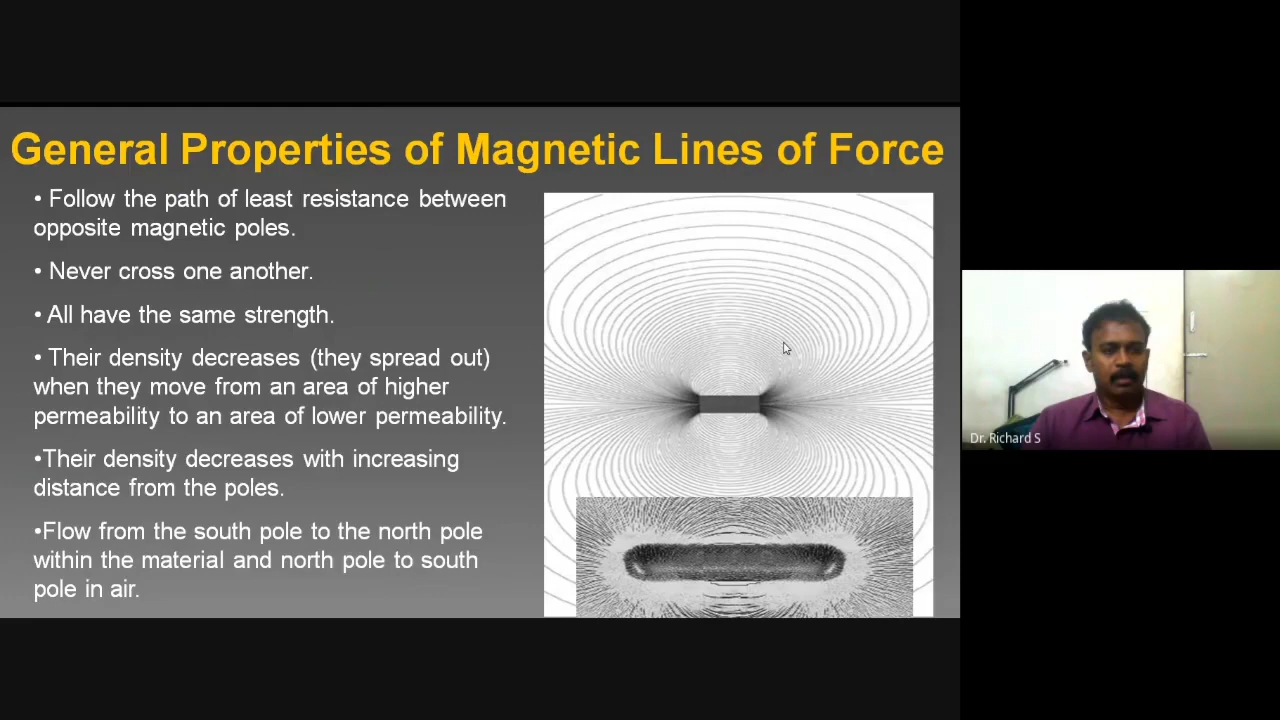 General Properties of Magnetic Lines of Force
• Follow the path of least resistance between
opposite magnetic poles.
• Never cross one another.
• All have the same strength.
• Their density decreases (they spread out)
when they move from an area of higher
permeability to an area of lower permeability.
•Their density decreases with increasing
distance from the poles.
•Flow from the south pole to the north pole
within the material and north pole to south
pole in air.
Dr. Richard S